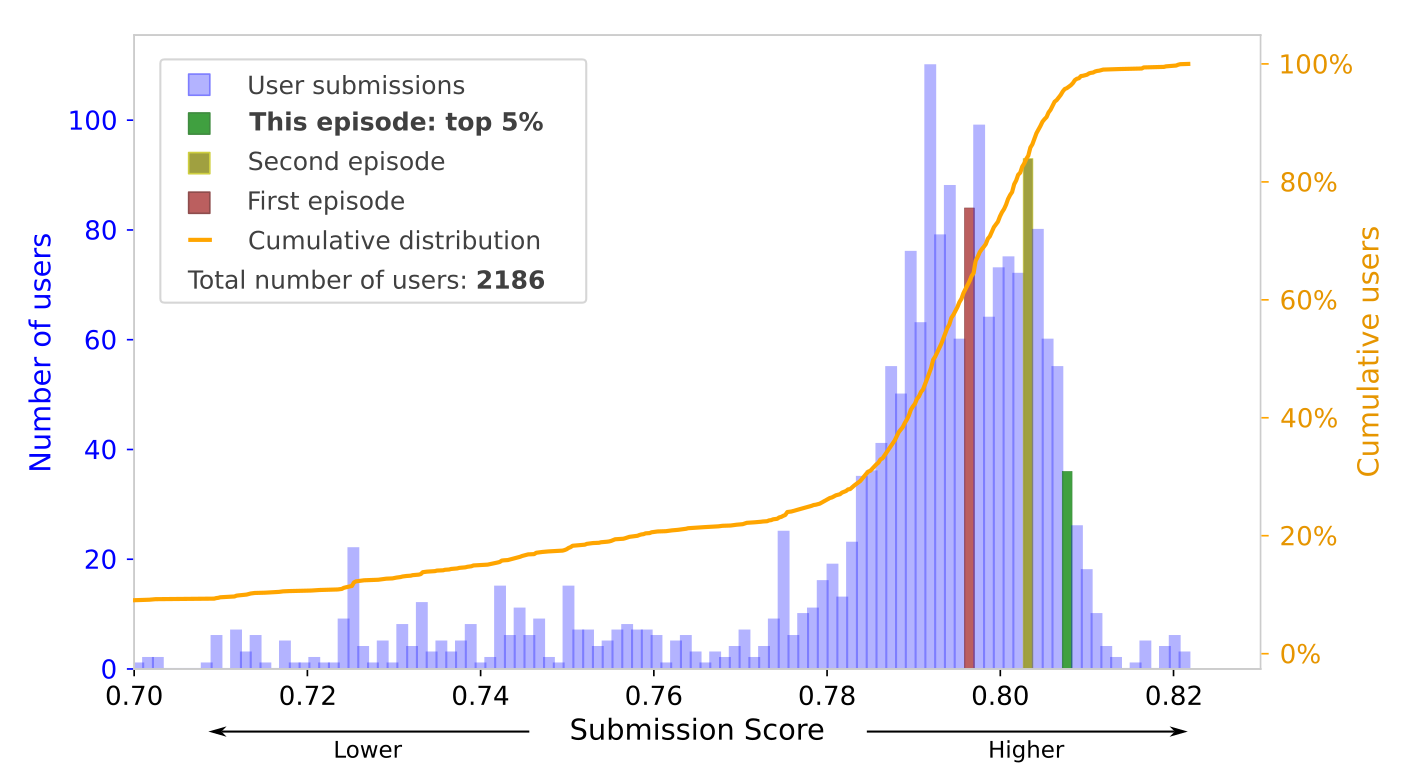 User submissions
This episode: top 5%
Second episode
First episode
Cumulative distribution
Total number of users: 2186
Number of users
100
80
60
40
20
0
100%
80%
60%
40%
20%
0%
Cumulative users
0.70 0.72 0.74 0.76 0.78 0.80 0.82
Submission Score
Lower Higher